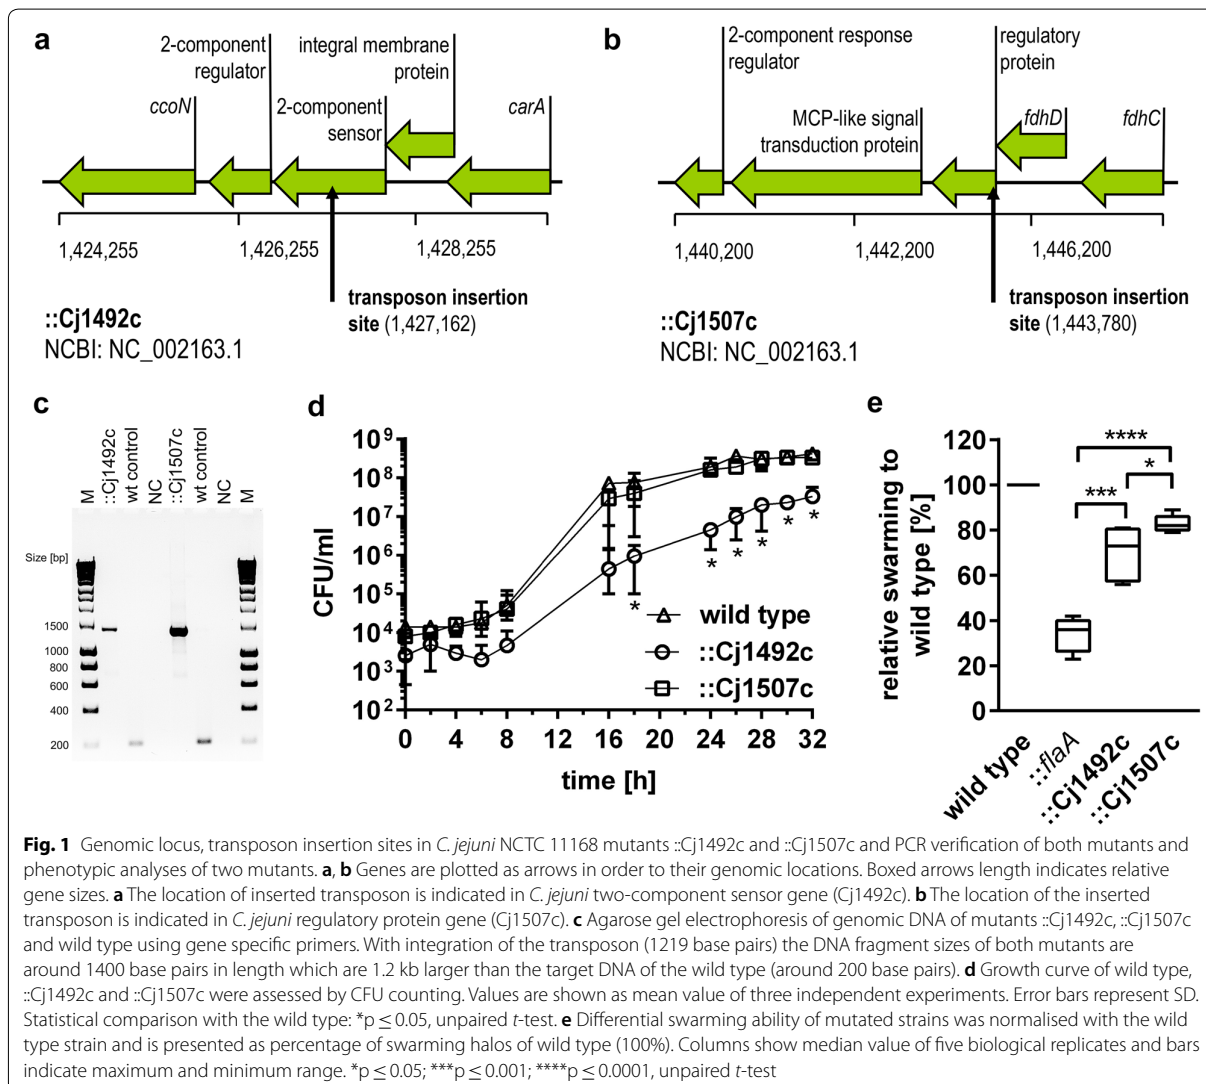 a
2-component
regulator
integral membrane
protein
ccoN
2-component
sensor
carA
1,424,255
1,426,255
1,428,255
transposon insertion
site (1,427,162)
::Cj1492c
NCBI: NC_002163.1
b
2-component response
regulator
regulatory
protein
MCP-like signal
transduction protein
fdhD
fdhC
1,440,200
1,442,200
1,446,200
transposon insertion
site (1,443,780)
::Cj1507c
NCBI: NC_002163.1
c
M
::Cj1492c
wt control
NC
::Cj1507c
wt control
NC
M
Size [bp]
1500
1000
800
600
400
200
d
CFU/ml
10⁹
10⁸
10⁷
10⁶
10⁵
10⁴
10³
10²
* * * * * *
wild type
::Cj1492c
::Cj1507c
0 4 8 12 16 20 24 28 32
time [h]
e
relative swarming to
wild type [%]
120
100
80
60
40
20
0
****
*
***
wild type
::flaA
::Cj1492c
::Cj1507c
Fig. 1 Genomic locus, transposon insertion sites in C. jejuni NCTC 11168 mutants ::Cj1492c and ::Cj1507c and PCR verification of both mutants and
phenotypic analyses of two mutants. a, b Genes are plotted as arrows in order to their genomic locations. Boxed arrows length indicates relative
gene sizes. a The location of inserted transposon is indicated in C. jejuni two-component sensor gene (Cj1492c). b The location of the inserted
transposon is indicated in C. jejuni regulatory protein gene (Cj1507c). c Agarose gel electrophoresis of genomic DNA of mutants ::Cj1492c, ::Cj1507c
and wild type using gene specific primers. With integration of the transposon (1219 base pairs) the DNA fragment sizes of both mutants are
around 1400 base pairs in length which are 1.2 kb larger than the target DNA of the wild type (around 200 base pairs). d Growth curve of wild type,
::Cj1492c and ::Cj1507c were assessed by CFU counting. Values are shown as mean value of three independent experiments. Error bars represent SD.
Statistical comparison with the wild type: *p ≤ 0.05, unpaired t-test. e Differential swarming ability of mutated strains was normalised with the wild
type strain and is presented as percentage of swarming halos of wild type (100%). Columns show median value of five biological replicates and bars
indicate maximum and minimum range. *p ≤ 0.05; ***p ≤ 0.001; ****p ≤ 0.0001, unpaired t-test